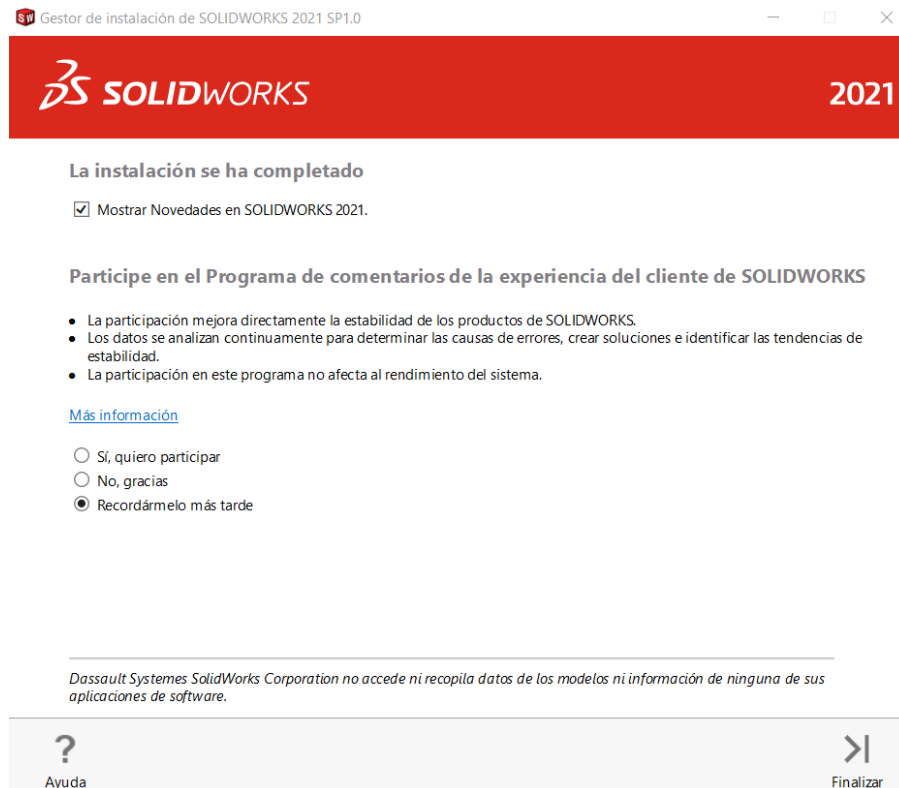 Gestor de instalación de SOLIDWORKS 2021 SP1.0
SOLIDWORKS
2021
La instalación se ha completado
Mostrar Novedades en SOLIDWORKS 2021.
Participe en el Programa de comentarios de la experiencia del cliente de SOLIDWORKS
• La participación mejora directamente la estabilidad de los productos de SOLIDWORKS.
• Los datos se analizan continuamente para determinar las causas de errores, crear soluciones e identificar las tendencias de
estabilidad.
• La participación en este programa no afecta al rendimiento del sistema.
Más información
Sí, quiero participar
No, gracias
Recordármelo más tarde
Dassault Systemes SolidWorks Corporation no accede ni recopila datos de los modelos ni información de ninguna de sus
aplicaciones de software.
Ayuda
Finalizar